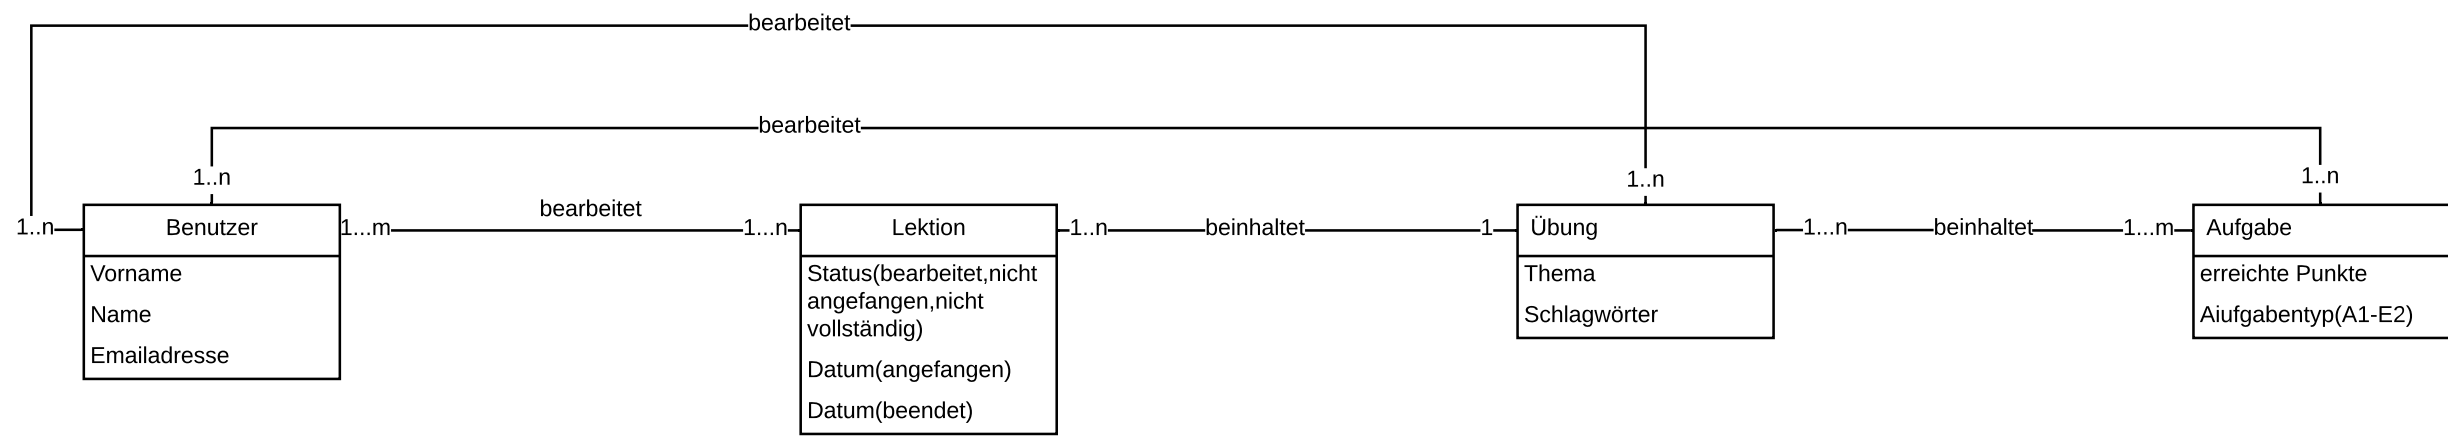 bearbeitet
bearbeitet
1..n
1..n
1..n
1..n
Benutzer
1...m
bearbeitet
1...n
Lektion
1..n
beinhaltet
1
Übung
1...n
beinhaltet
1...m
Aufgabe
Vorname
Name
Emailadresse
Status(bearbeitet,nicht
angefangen,nicht
vollständig)
Datum(angefangen)
Datum(beendet)
Thema
Schlagwörter
erreichte Punkte
Aiufgabentyp(A1-E2)